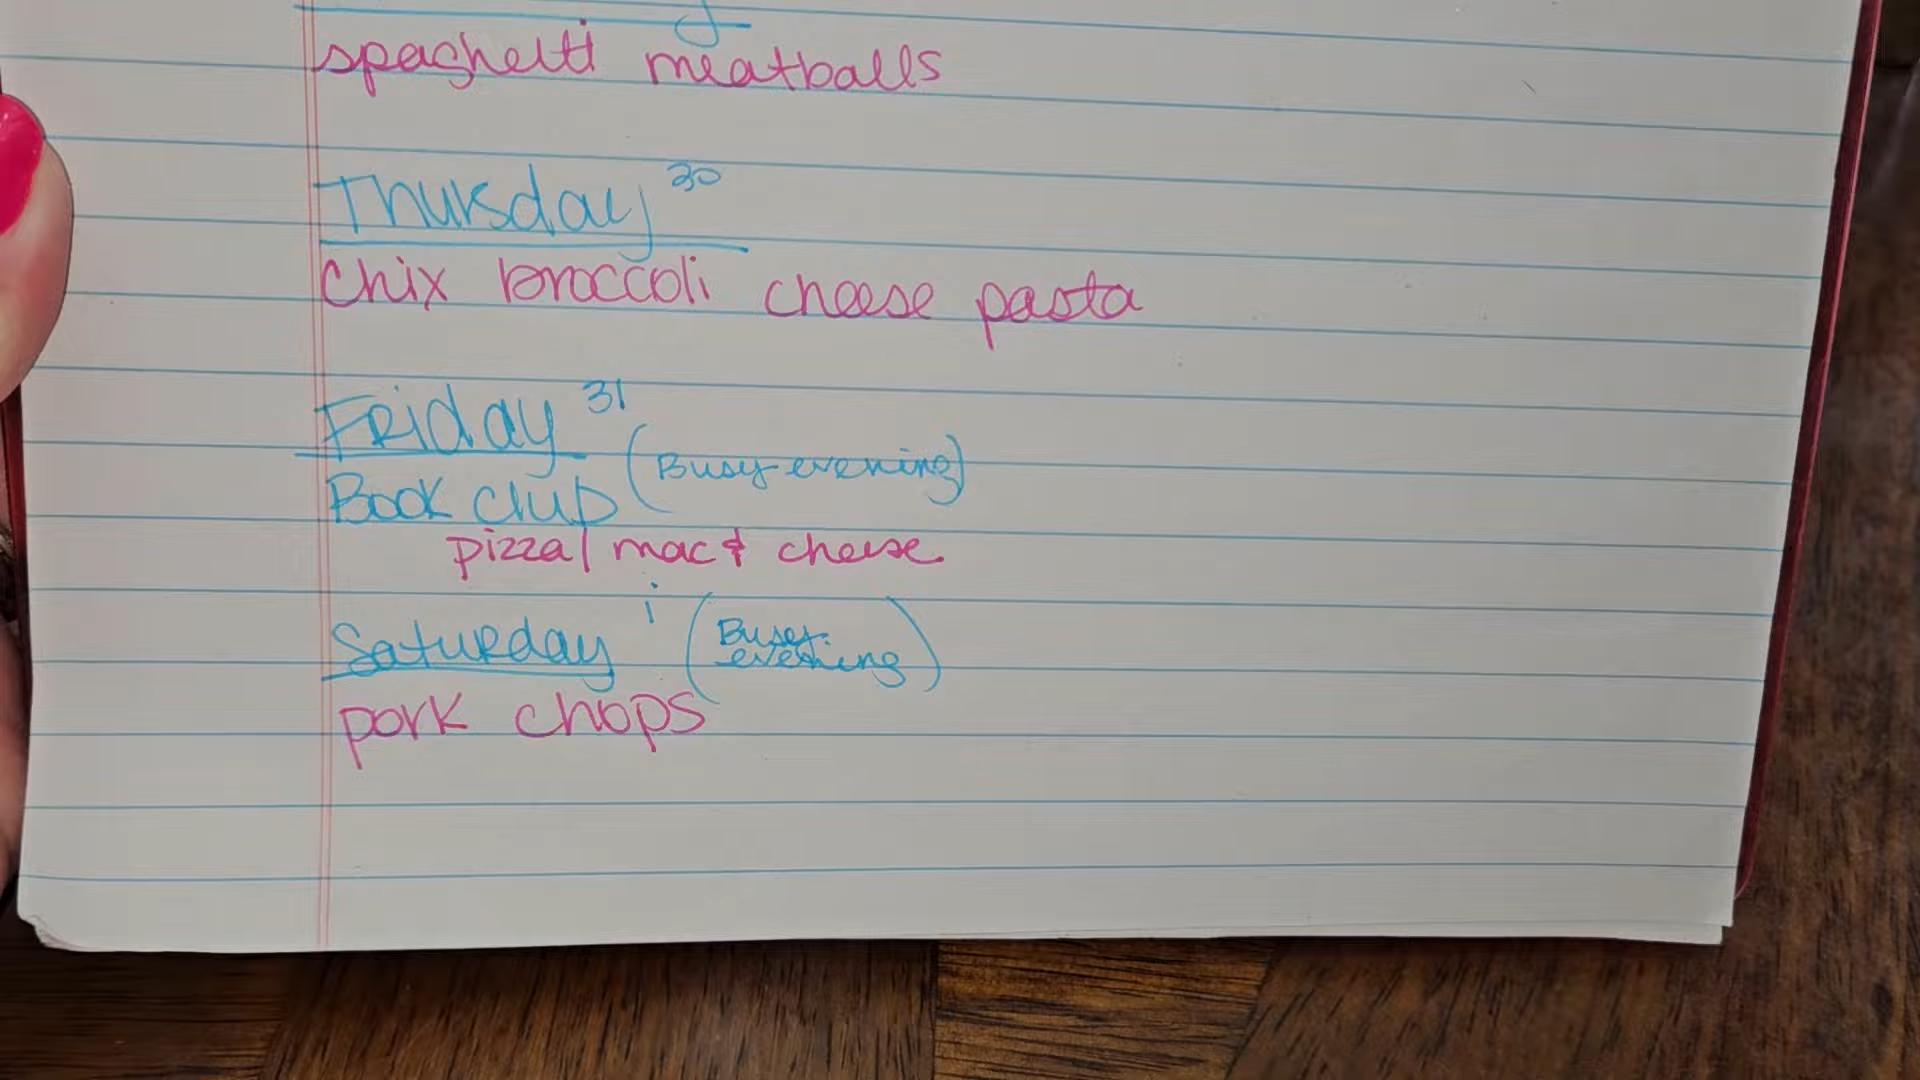 spaghetti meatballs
Thursday 30
Chix broccoli cheese pasta
Friday 31
Book club (Busy evening)
pizza/ mac & cheese
Saturday 1 (Busy evening)
pork chops